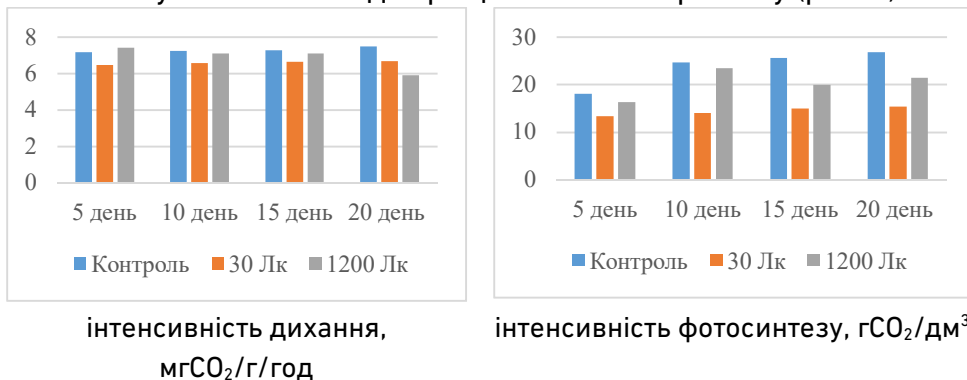 8
6
4
2
0
5 день 10 день 15 день 20 день
Контроль 30 Лк 1200 Лк
інтенсивність дихання,
мгCO₂/г/год
30
20
10
0
5 день 10 день 15 день 20 день
Контроль 30 Лк 1200 Лк
інтенсивність фотосинтезу, гCO₂/дм³